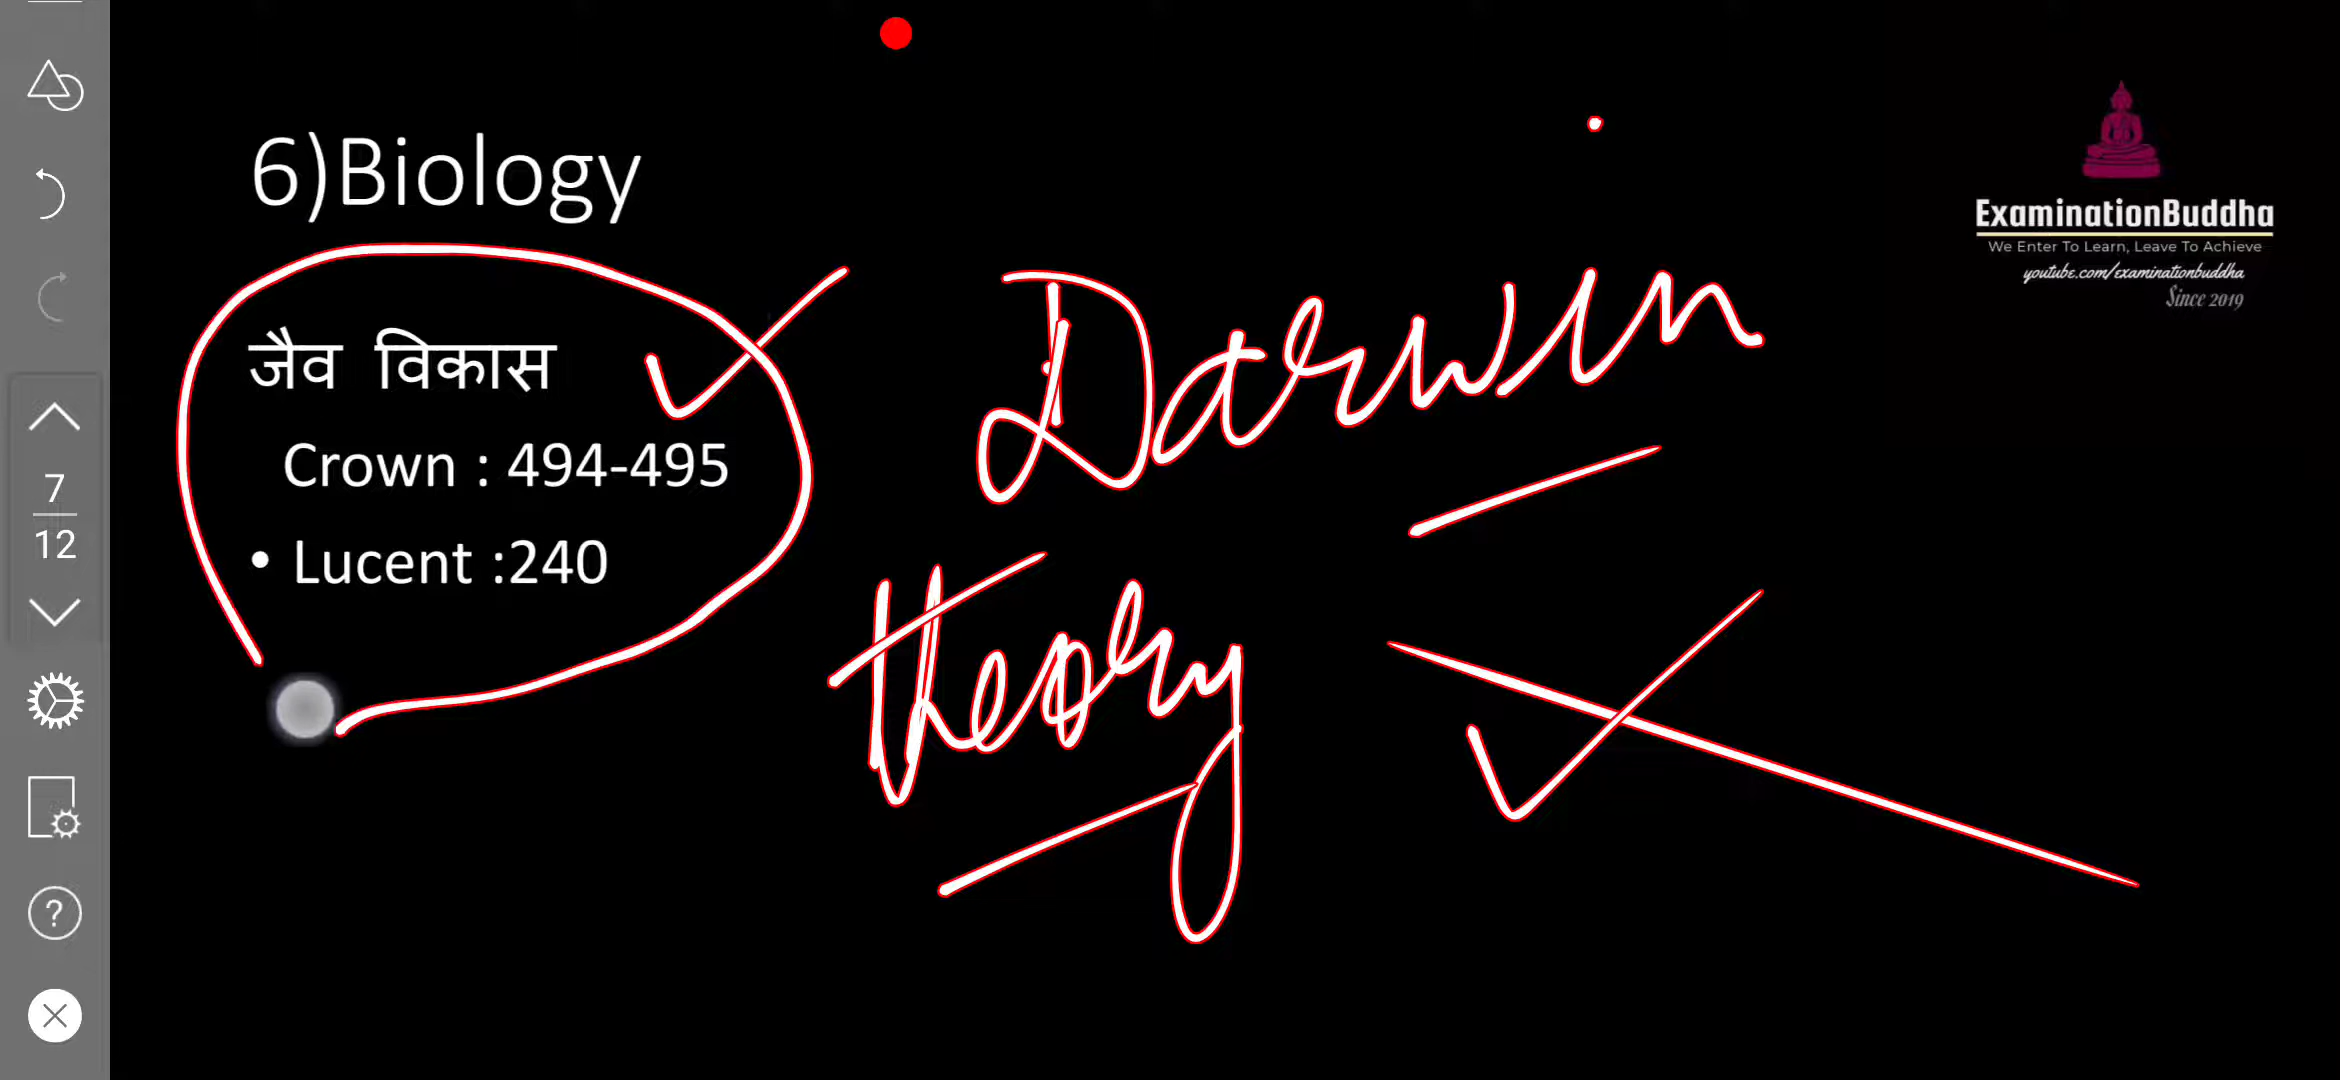 6)Biology
जैव विकास
Crown : 494-495
• Lucent :240
Darwin
theory
ExaminationBuddha
We Enter To Learn, Leave To Achieve
youtube.com/examinationbuddha
Since 2019
7
12
?